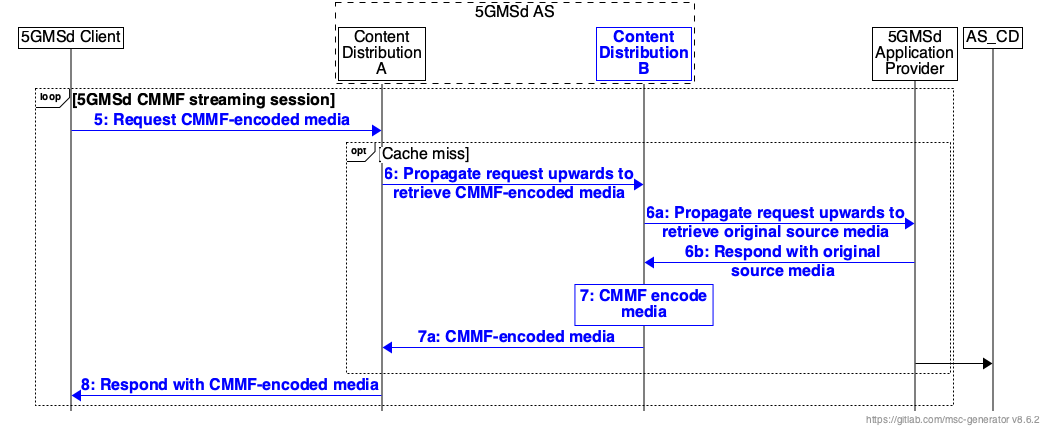 5GMSd AS
5GMSd Client
Content
Distribution
A
Content
Distribution
B
5GMSd
Application
Provider
AS_CD
loop
[5GMSd CMMF streaming session]
5: Request CMMF-encoded media
opt
[Cache miss]
6: Propagate request upwards to
retrieve CMMF-encoded media
6a: Propagate request upwards to
retrieve original source media
6b: Respond with original
source media
7: CMMF encode
media
7a: CMMF-encoded media
8: Respond with CMMF-encoded media
https://gitlab.com/msc-generator v8.6.2